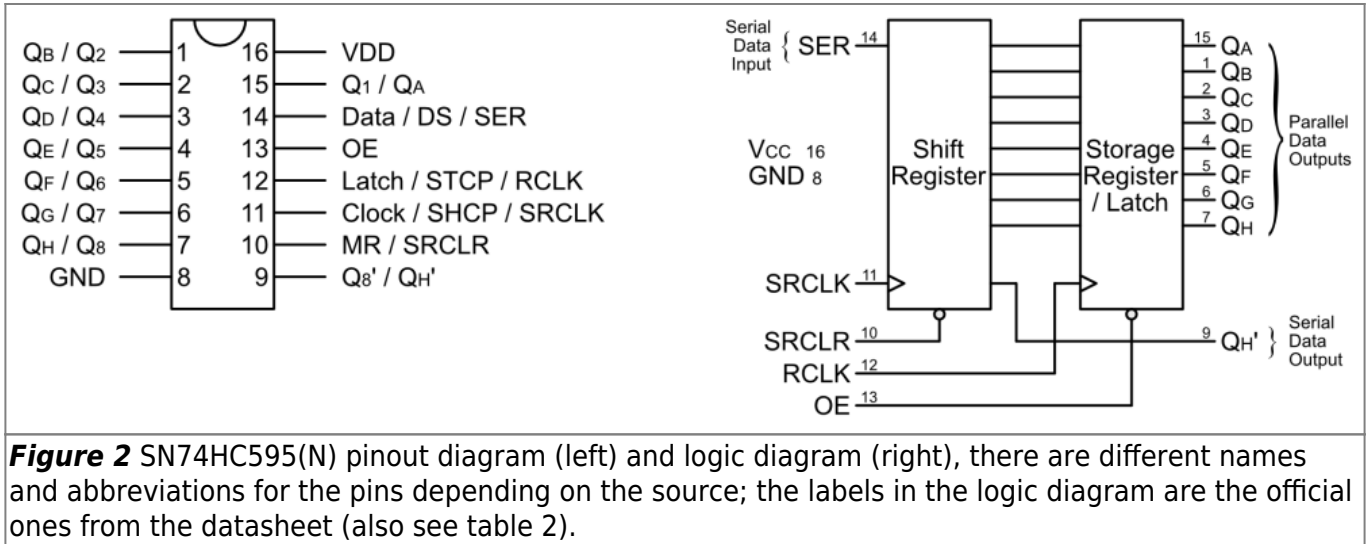 QB / Q2 1 16 VDD
QC / Q3 2 15 Q1 / QA
QD / Q4 3 14 Data / DS / SER
QE / Q5 4 13 OE
QF / Q6 5 12 Latch / STCP / RCLK
QG / Q7 6 11 Clock / SHCP / SRCLK
QH / Q8 7 10 MR / SRCLR
GND 8 9 Q8' / QH'
Serial
Data
Input
{ SER 14
VCC 16
GND 8
SRCLK 11
SRCLR 10
RCLK 12
OE 13
Shift
Register
Storage
Register
/ Latch
15 QA
1 QB
2 QC
3 QD
4 QE
5 QF
6 QG
7 QH
Parallel
Data
Outputs
9 QH' }
Serial
Data
Output
Figure 2 SN74HC595(N) pinout diagram (left) and logic diagram (right), there are different names
and abbreviations for the pins depending on the source; the labels in the logic diagram are the official
ones from the datasheet (also see table 2).